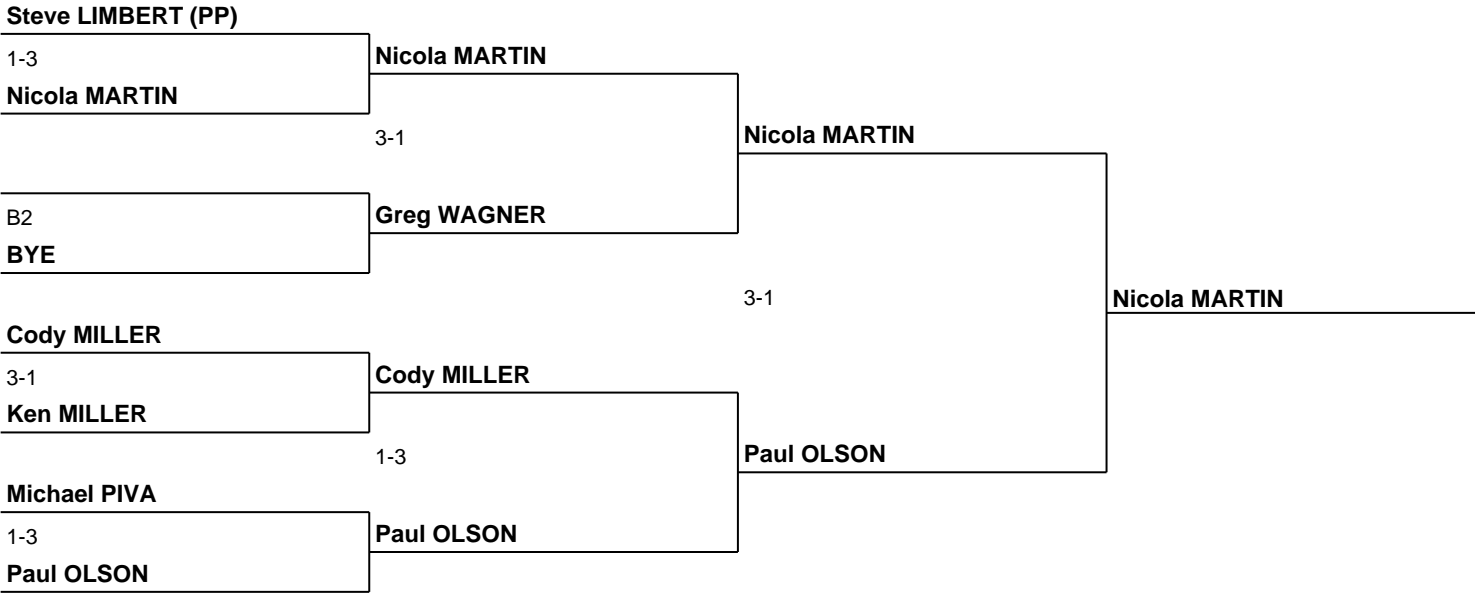 Steve LIMBERT (PP)
1-3
Nicola MARTIN
Nicola MARTIN
3-1
Nicola MARTIN
B2
BYE
Greg WAGNER
3-1
Nicola MARTIN
Cody MILLER
3-1
Ken MILLER
Cody MILLER
1-3
Paul OLSON
Michael PIVA
1-3
Paul OLSON
Paul OLSON